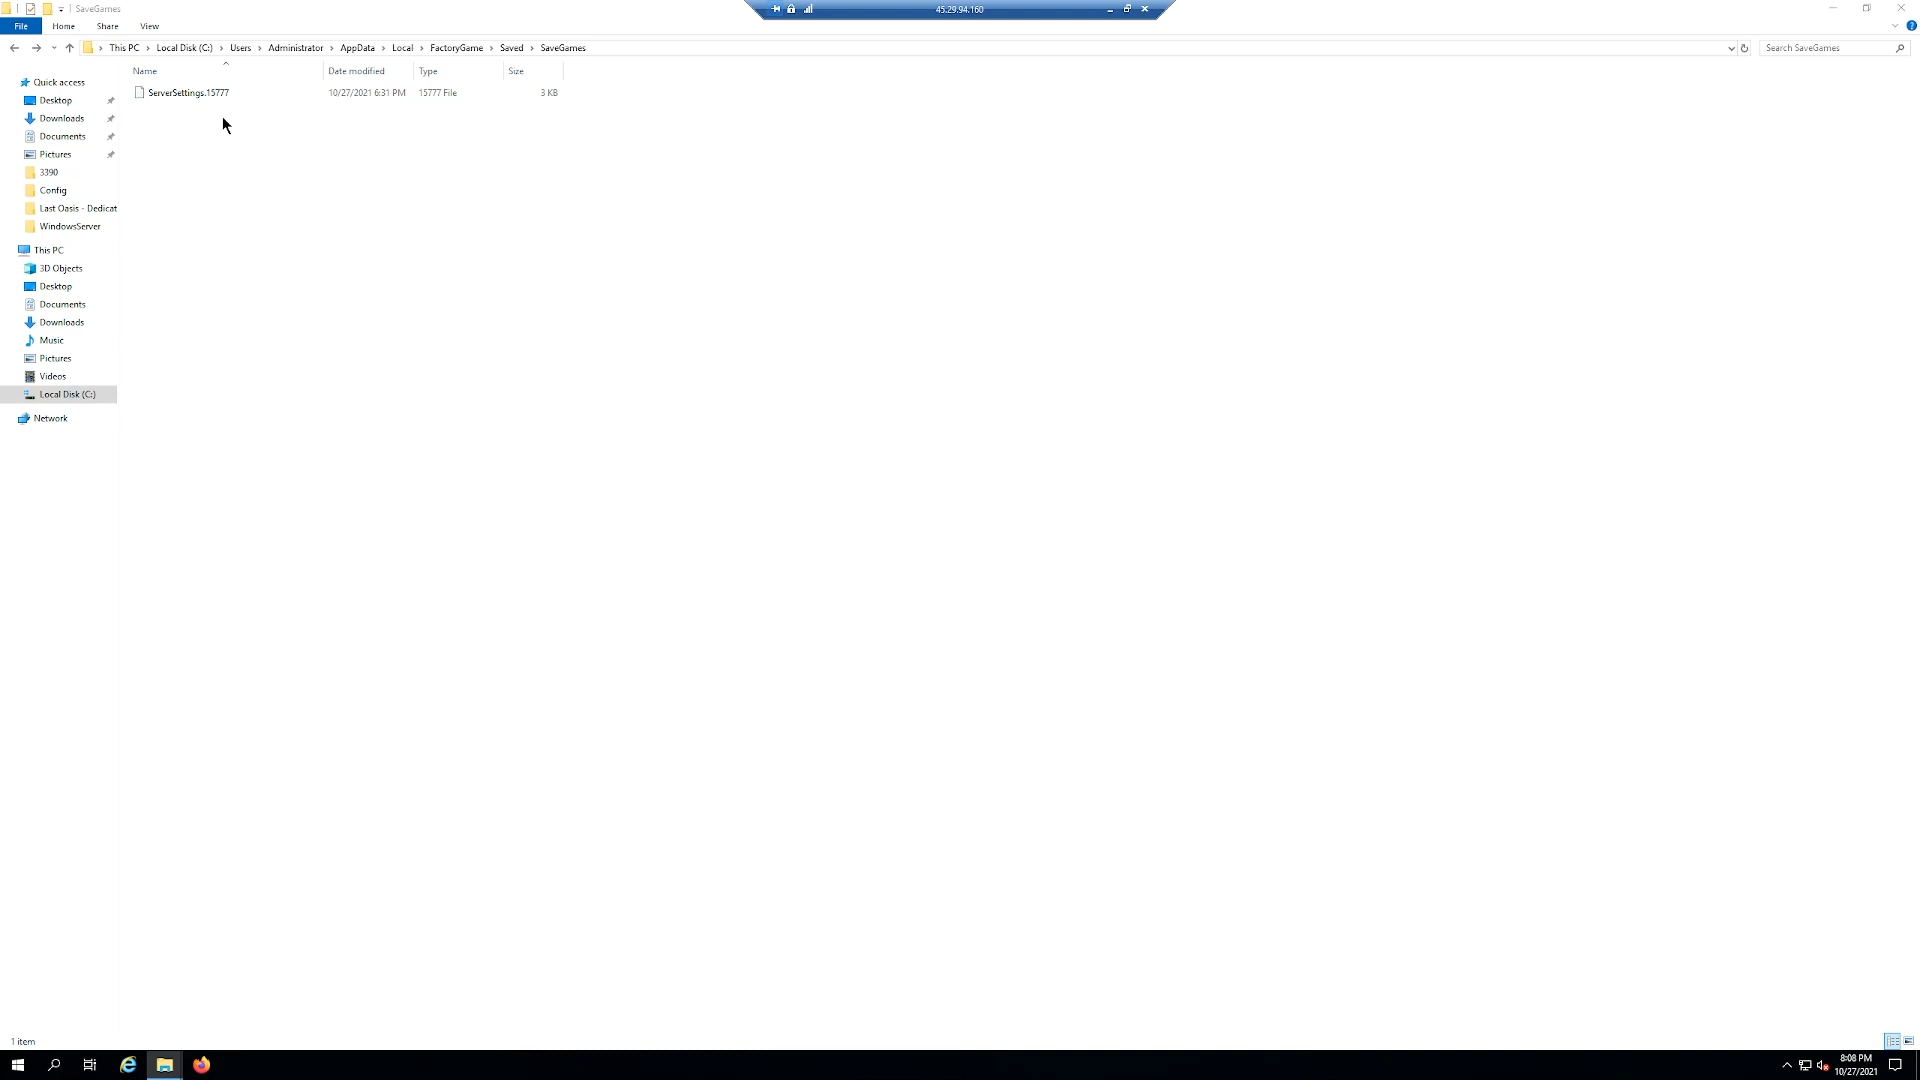 SaveGames
45.29.94.160
File Home Share View
This PC Local Disk (C:) Users Administrator AppData Local FactoryGame Saved SaveGames
Search SaveGames
Name Date modified Type Size
ServerSettings.15777 10/27/2021 6:31 PM 15777 File 3 KB
Quick access
Desktop
Downloads
Documents
Pictures
3390
Config
Last Oasis - Dedicat
WindowsServer
This PC
3D Objects
Desktop
Documents
Downloads
Music
Pictures
Videos
Local Disk (C:)
Network
1 item
8:08 PM
10/27/2021